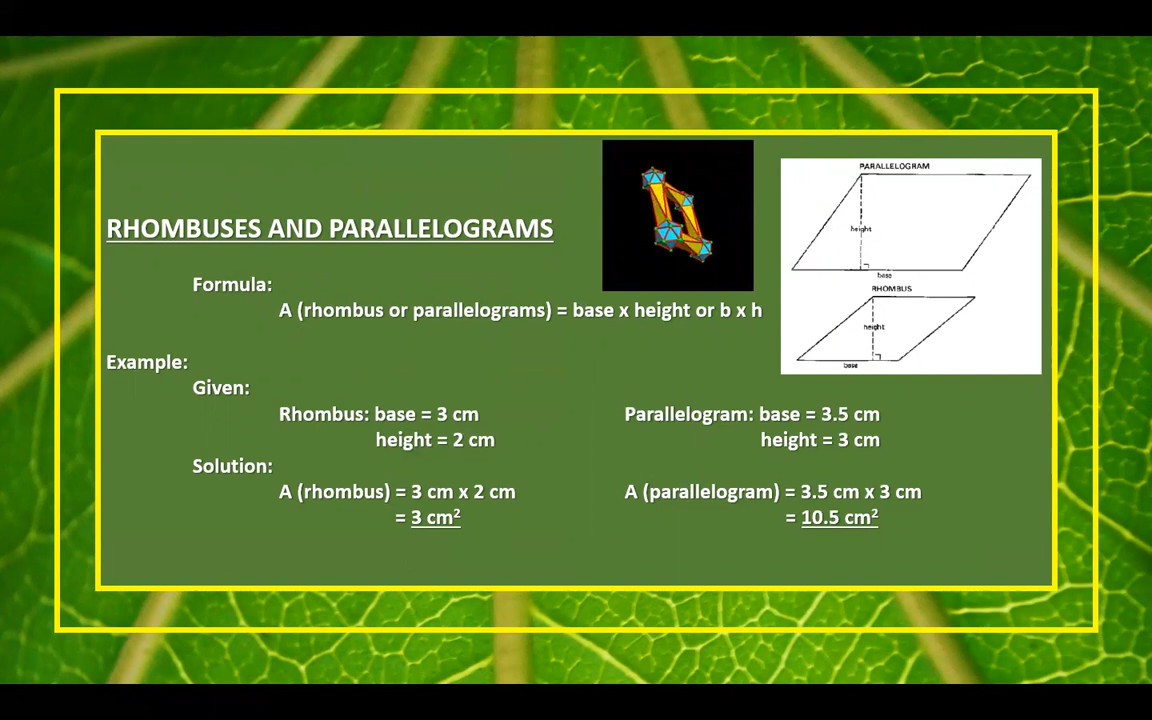 RHOMBUSES AND PARALLELOGRAMS
Formula:
A (rhombus or parallelograms) = base x height or b x h
PARALLELOGRAM
height
base
RHOMBUS
height
base
Example:
Given:
Rhombus: base = 3 cm
height = 2 cm
Parallelogram: base = 3.5 cm
height = 3 cm
Solution:
A (rhombus) = 3 cm x 2 cm
= 3 cm²
A (parallelogram) = 3.5 cm x 3 cm
= 10.5 cm²